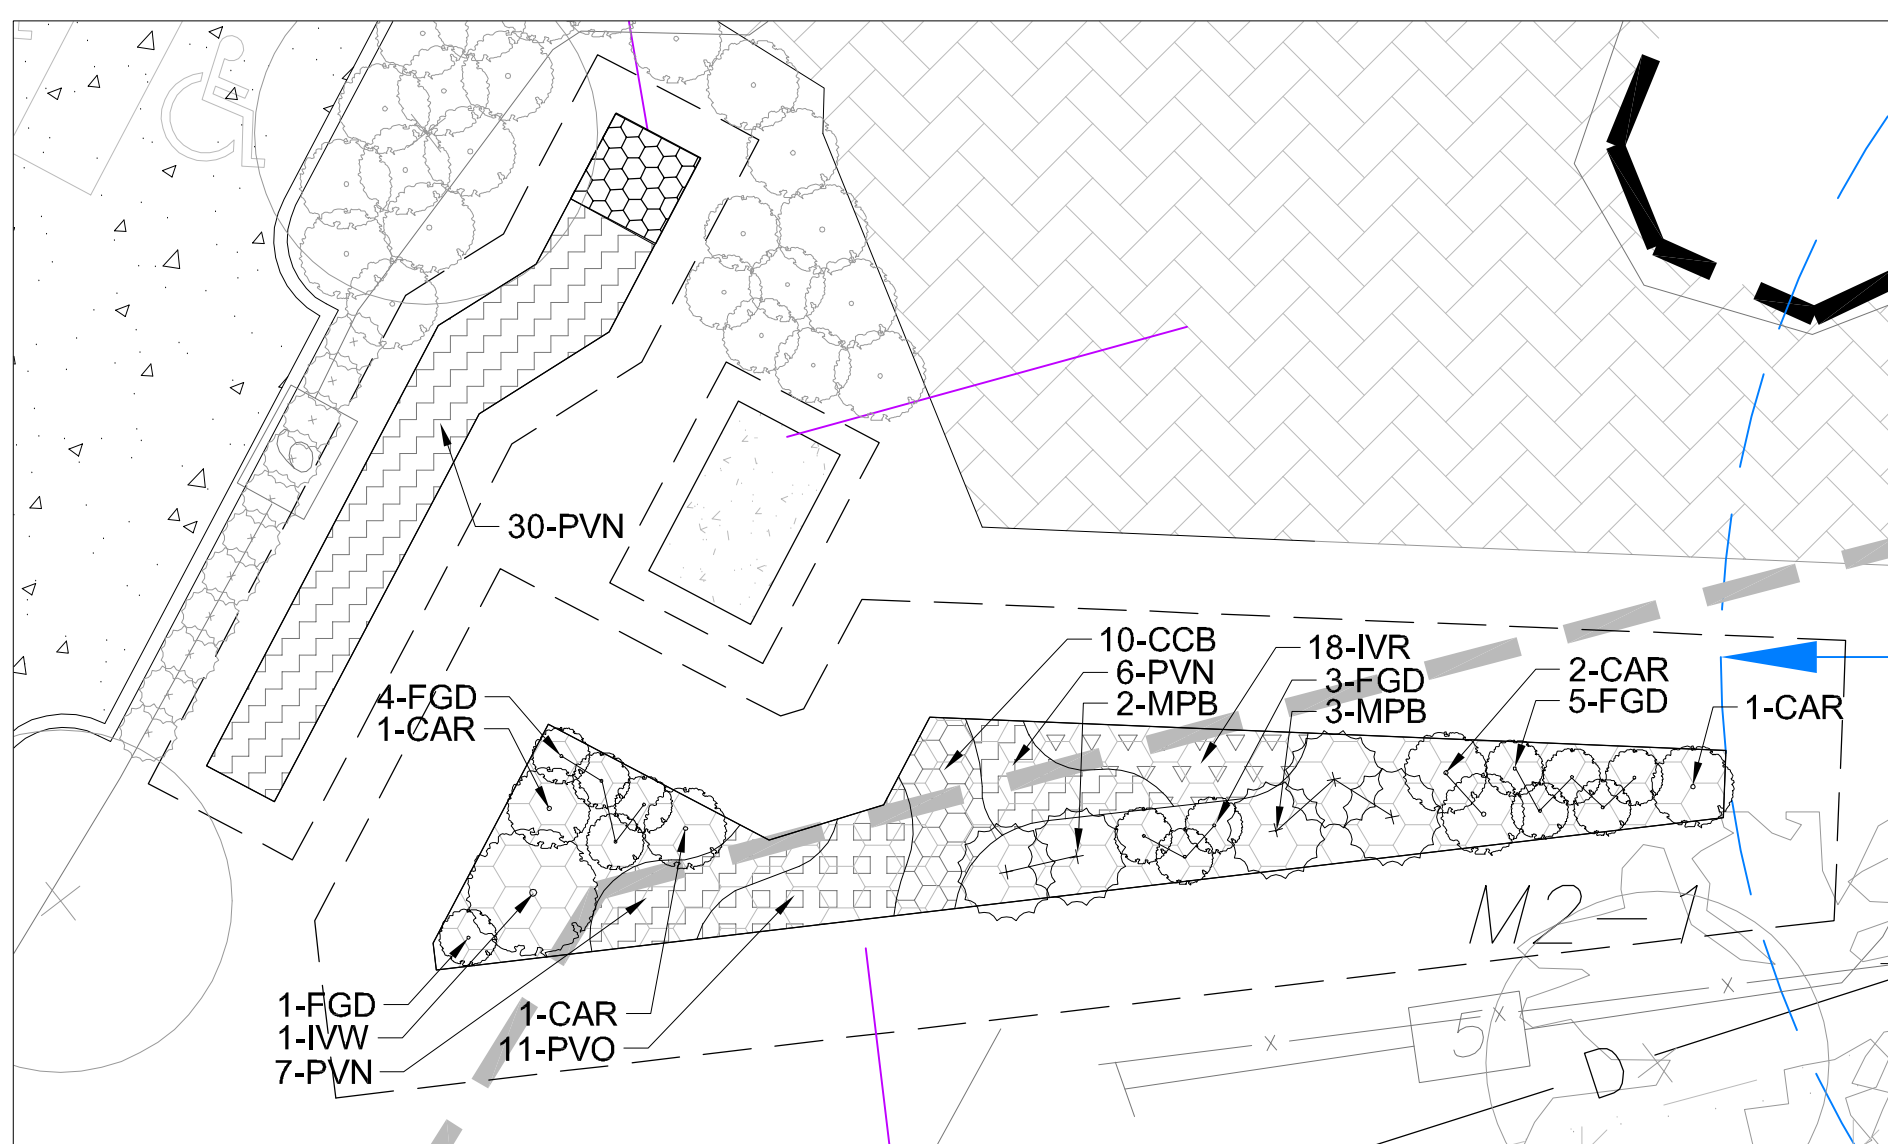 30-PVN
10-CCB
6-PVN
2-MPB
18-IVR
3-FGD
3-MPB
2-CAR
5-FGD
1-CAR
4-FGD
1-CAR
M2-1
1-FGD
1-IVW
7-PVN
1-CAR
11-PVO
5